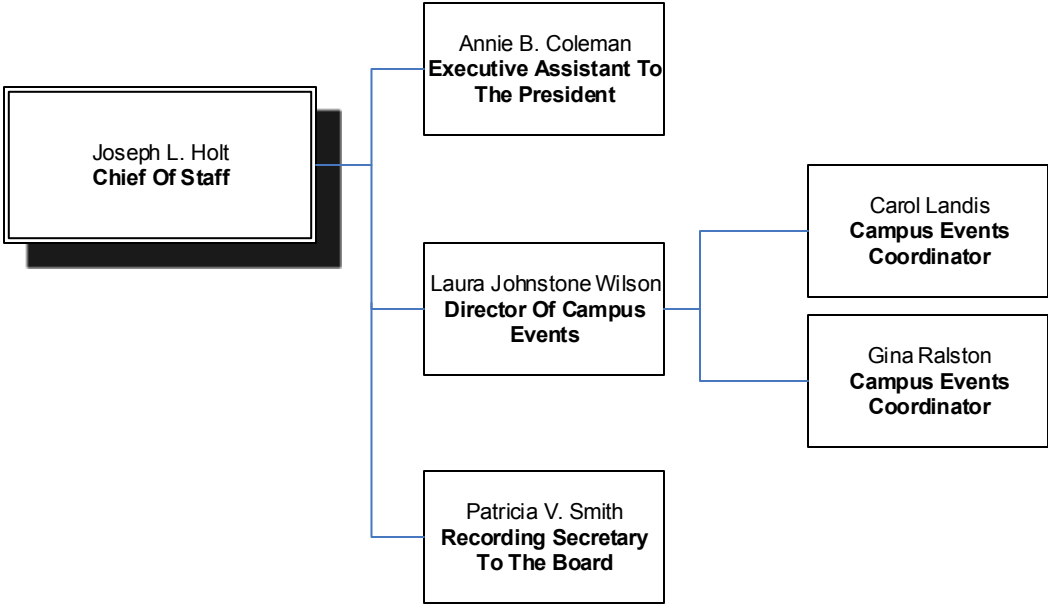 Joseph L. Holt
Chief Of Staff
Annie B. Coleman
Executive Assistant To
The President
Laura Johnstone Wilson
Director Of Campus
Events
Patricia V. Smith
Recording Secretary
To The Board
Carol Landis
Campus Events
Coordinator
Gina Ralston
Campus Events
Coordinator